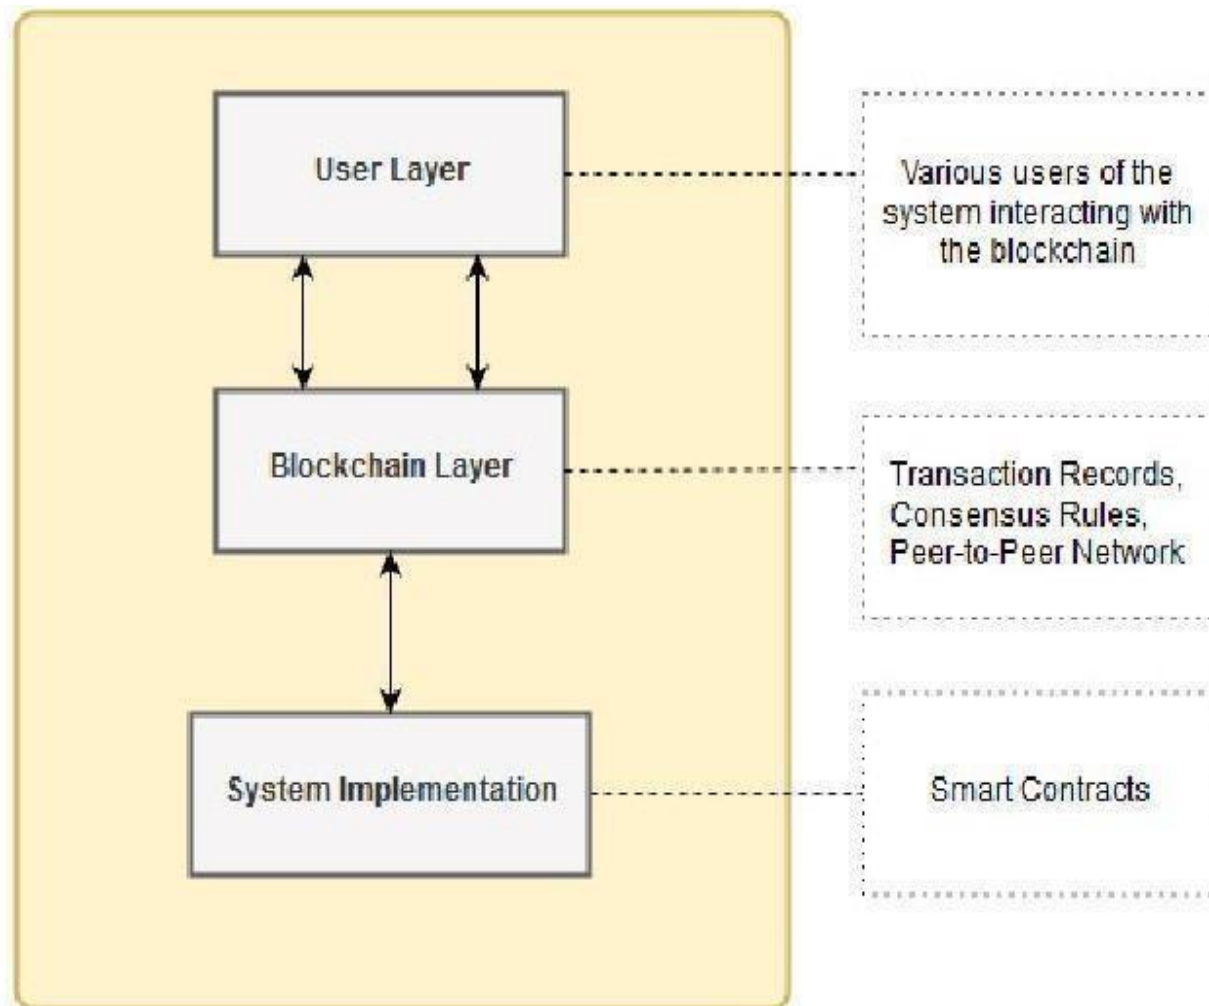 User Layer
Various users of the
system interacting with
the blockchain
Blockchain Layer
Transaction Records,
Consensus Rules,
Peer-to-Peer Network
System Implementation
Smart Contracts